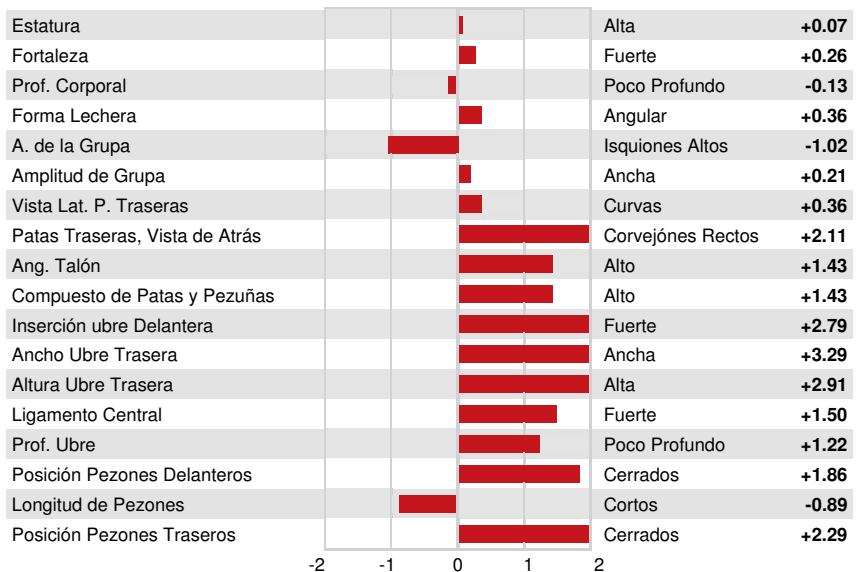 Estatura Alta +0.07
Fortaleza Fuerte +0.26
Prof. Corporal Poco Profundo -0.13
Forma Lechera Angular +0.36
A. de la Grupa Isquiones Altos -1.02
Amplitud de Grupa Ancha +0.21
Vista Lat. P. Traseras Curvas +0.36
Patas Traseras, Vista de Atrás Corvejónes Rectos +2.11
Ang. Talón Alto +1.43
Compuesto de Patas y Pezuñas Alto +1.43
Inserción ubre Delantera Fuerte +2.79
Ancho Ubre Trasera Ancha +3.29
Altura Ubre Trasera Alta +2.91
Ligamento Central Fuerte +1.50
Prof. Ubre Poco Profundo +1.22
Posición Pezones Delanteros Cerrados +1.86
Longitud de Pezones Cortos -0.89
Posición Pezones Traseros Cerrados +2.29
-2 -1 0 1 2